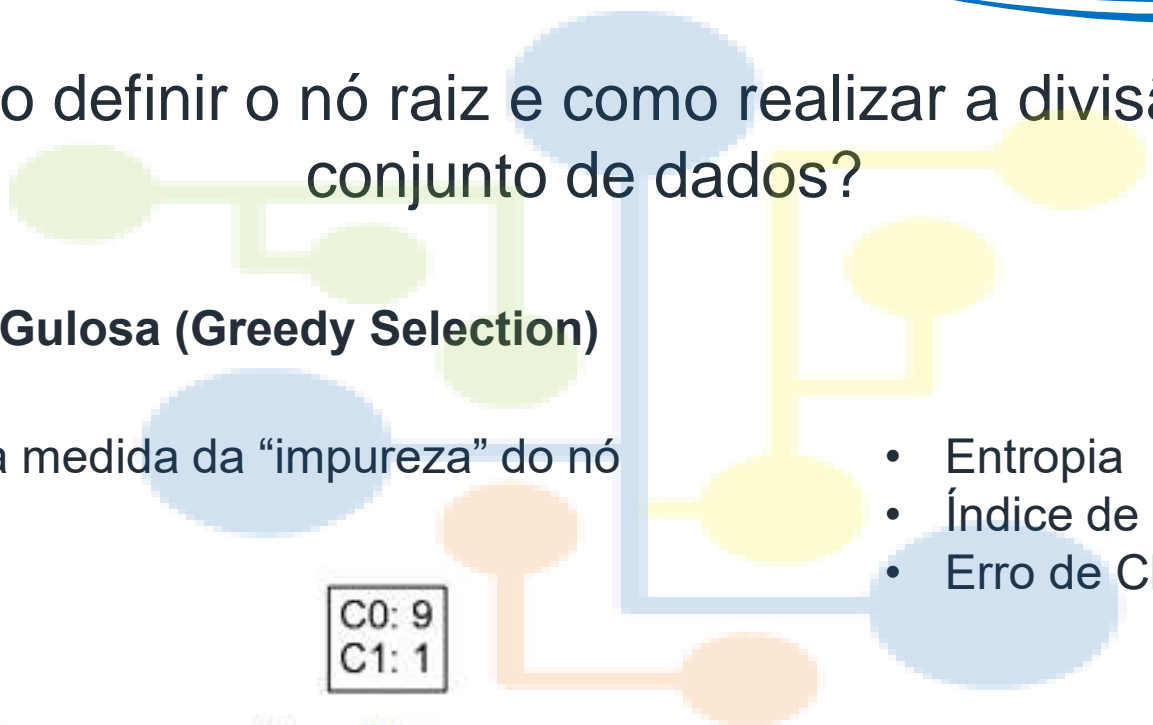 o definir o nó raiz e como realizar a divis
conjunto de dados?
Gulosa (Greedy Selection)
medida da “impureza” do nó
• Entropia
• Índice de
• Erro de
C0: 9
C1: 1